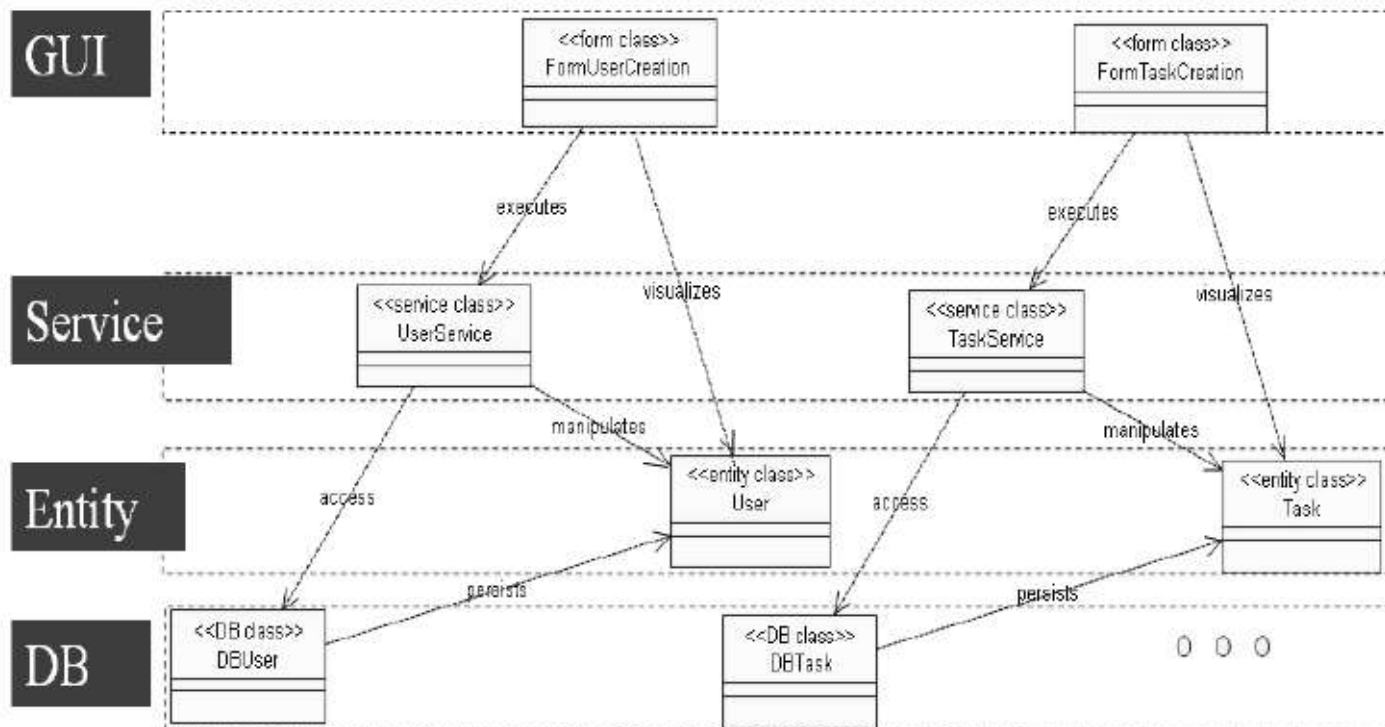 GUI
<<form class>>
FormUserCreation
<<form class>>
FormTaskCreation
executes
executes
visualizes
visualizes
Service
<<service class>>
UserService
<<service class>>
TaskService
manipulates
manipulates
Entity
<<entity class>>
User
<<entity class>>
Task
access
access
persists
persists
DB
<<DB class>>
DBUser
<<DB class>>
DBTask
o o o